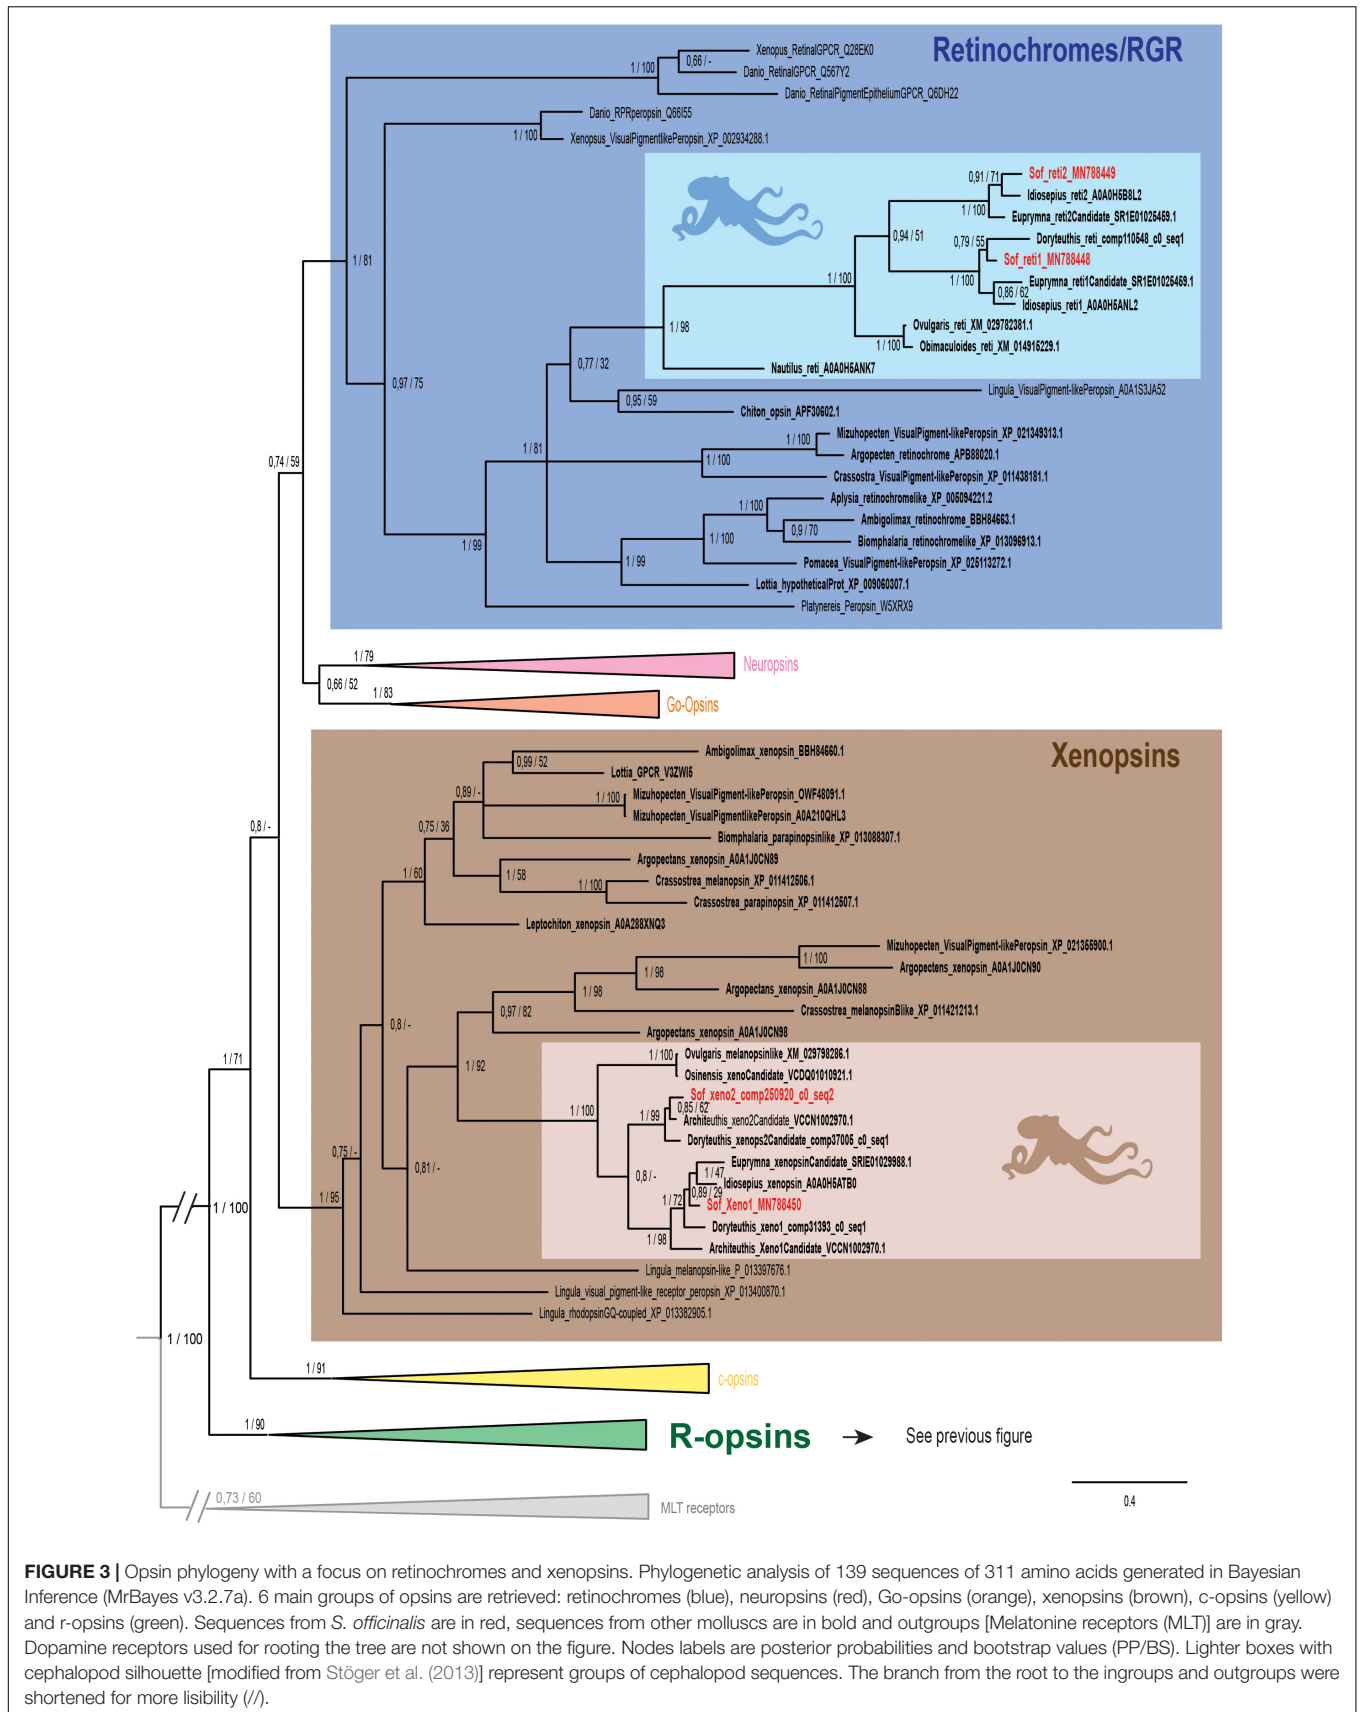 Retinochromes/RGR
Xenopus_RetinalGPCR_Q28EK0
0,66 / -
1 / 100
Danio_RetinalGPCR_Q567Y2
Danio_RetinalPigmentEpitheliumGPCR_Q6DH22
Danio_RPRperopsin_Q66I55
1 / 100
Xenopsus_VisualPigmentlikePeropsin_XP_002934288.1
0,91 / 71
Sof_reti2_MN788449
Idiosepius_reti2_A0A0H5B8L2
1 / 100
Euprymna_reti2Candidate_SR1E01025459.1
0,94 / 51
0,79 / 55
Doryteuthis_reti_comp110548_c0_seq1
Sof_reti1_MN788448
1 / 81
1 / 100
1 / 100
Euprymna_reti1Candidate_SR1E01025459.1
0,86 / 62
Idiosepius_reti1_A0A0H5ANL2
1 / 98
Ovulgaris_reti_XM_029782381.1
1 / 100
Obimaculoides_reti_XM_014915229.1
0,77 / 32
Nautilus_reti_A0A0H5ANK7
0,97 / 75
Lingula_VisualPigment-likePeropsin_A0A1S3JA52
0,95 / 59
Chiton_opsin_APF30602.1
1 / 81
1 / 100
Mizuhopecten_VisualPigment-likePeropsin_XP_021349313.1
Argopecten_retinochrome_APB88020.1
0,74 / 59
1 / 100
Crassostra_VisualPigment-likePeropsin_XP_011438181.1
Aplysia_retinochromelike_XP_005094221.2
1 / 100
Ambigolimax_retinochrome_BBH84663.1
0,9 / 70
1 / 99
1 / 100
Biomphalaria_retinochromelike_XP_013096913.1
1 / 99
Pomacea_VisualPigment-likePeropsin_XP_025113272.1
Lottia_hypotheticalProt_XP_009060307.1
Platynereis_Peropsin_W5XRX9
1 / 79
Neuropsins
0,66 / 52
1 / 83
Go-Opsins
Xenopsins
Ambigolimax_xenopsin_BBH84660.1
0,99 / 52
Lottia_GPCR_V3ZWI5
0,89 / -
1 / 100
Mizuhopecten_VisualPigment-likePeropsin_OWF48091.1
Mizuhopecten_VisualPigmentlikePeropsin_A0A210QHL3
0,8 / -
0,75 / 36
Biomphalaria_parapinopsinlike_XP_013088307.1
Argopectans_xenopsin_A0A1J0CN89
1 / 60
1 / 58
Crassostrea_melanopsin_XP_011412506.1
1 / 100
Crassostrea_parapinopsin_XP_011412507.1
Leptochiton_xenopsin_A0A288XNQ3
Mizuhopecten_VisualPigment-likePeropsin_XP_021355900.1
1 / 100
1 / 98
Argopectens_xenopsin_A0A1J0CN90
1 / 98
Argopectans_xenopsin_A0A1J0CN88
0,97 / 82
Crassostrea_melanopsinBlike_XP_011421213.1
0,8 / -
Argopectans_xenopsin_A0A1J0CN98
1 / 71
1 / 92
1 / 100
Ovulgaris_melanopsinlike_XM_029798286.1
Osinensis_xenoCandidate_VCDQ01010921.1
Sof_xeno2_comp250920_c0_seq2
0,85 / 62
1 / 100
1 / 99
Architeuthis_xeno2Candidate_VCCN1002970.1
Doryteuthis_xenops2Candidate_comp37005_c0_seq1
0,75 / -
0,81 / -
0,8 / -
Euprymna_xenopsinCandidate_SRIE01029988.1
1 / 47
Idiosepius_xenopsin_A0A0H5ATB0
0,89 / 29
1 / 95
1 / 72
Sof_Xeno1_MN788450
1 / 100
Doryteuthis_xeno1_comp31393_c0_seq1
1 / 98
Architeuthis_Xeno1Candidate_VCCN1002970.1
Lingula_melanopsin-like_P_013397676.1
Lingula_visual_pigment-like_receptor_peropsin_XP_013400870.1
Lingula_rhodopsinGQ-coupled_XP_013382905.1
1 / 100
1 / 91
c-opsins
1 / 90
R-opsins
See previous figure
0,73 / 60
MLT receptors
0.4
FIGURE 3 | Opsin phylogeny with a focus on retinochromes and xenopsins. Phylogenetic analysis of 139 sequences of 311 amino acids generated in Bayesian
Inference (MrBayes v3.2.7a). 6 main groups of opsins are retrieved: retinochromes (blue), neuropsins (red), Go-opsins (orange), xenopsins (brown), c-opsins (yellow)
and r-opsins (green). Sequences from S. officinalis are in red, sequences from other molluscs are in bold and outgroups [Melatonine receptors (MLT)] are in gray.
Dopamine receptors used for rooting the tree are not shown on the figure. Nodes labels are posterior probabilities and bootstrap values (PP/BS). Lighter boxes with
cephalopod silhouette [modified from Stöger et al. (2013)] represent groups of cephalopod sequences. The branch from the root to the ingroups and outgroups were
shortened for more lisibility (//).